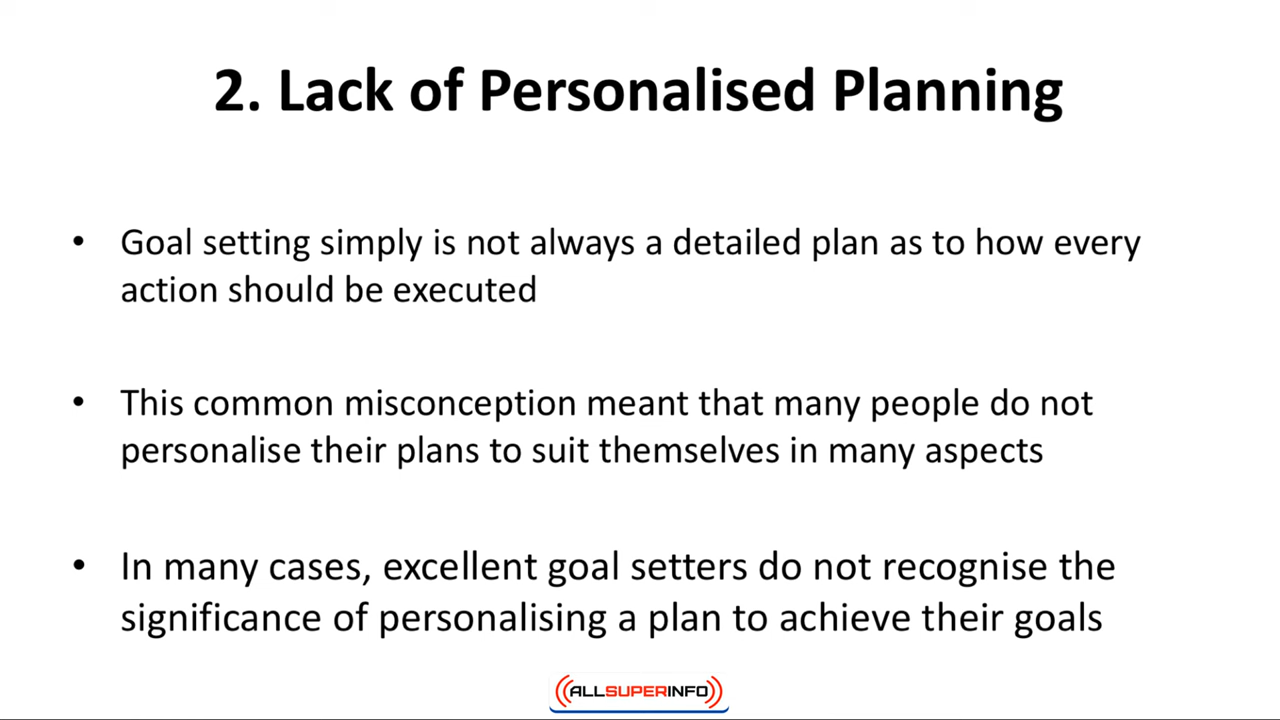 2. Lack of Personalised Planning
• Goal setting simply is not always a detailed plan as to how every
action should be executed
• This common misconception meant that many people do not
personalise their plans to suit themselves in many aspects
• In many cases, excellent goal setters do not recognise the
significance of personalising a plan to achieve their goals
ALLSUPERINFO